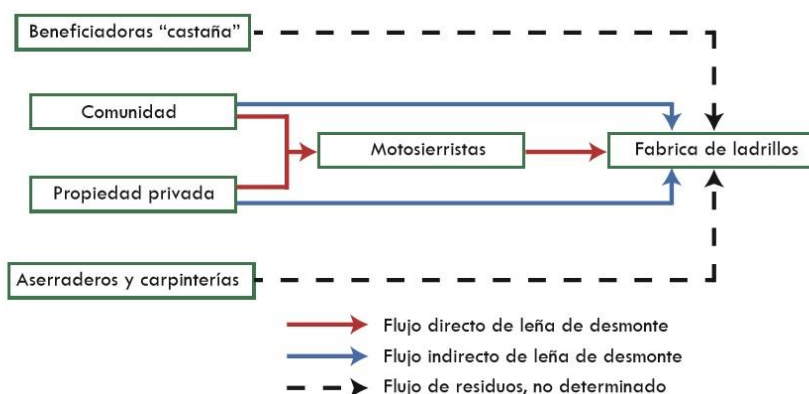 Beneficiadoras “castaña”
Comunidad
Motosierristas
Fabrica de ladrillos
Propiedad privada
Aserraderos y carpinterías
Flujo directo de leña de desmonte
Flujo indirecto de leña de desmonte
Flujo de residuos, no determinado